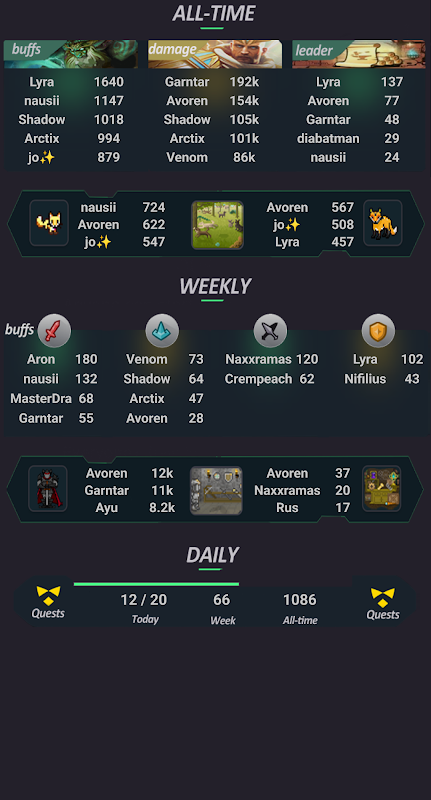 ALL-TIME
buffs damage leader
Lyra 1640 Garntar 192k Lyra 137
nausii 1147 Avoren 154k Avoren 77
Shadow 1018 Shadow 105k Garntar 48
Arctix 994 Arctix 101k diabatman 29
jo✨ 879 Venom 86k nausii 24
nausii 724 Avoren 567
Avoren 622 jo✨ 508
jo✨ 547 Lyra 457
WEEKLY
buffs
Aron 180 Venom 73 Naxxramas 120 Lyra 102
nausii 132 Shadow 64 Crempeach 62 Nifilius 43
MasterDra 68 Arctix 47
Garntar 55 Avoren 28
Avoren 12k Avoren 37
Garntar 11k Naxxramas 20
Ayu 8.2k Rus 17
DAILY
12 / 20 66 1086
Quests Today Week All-time Quests